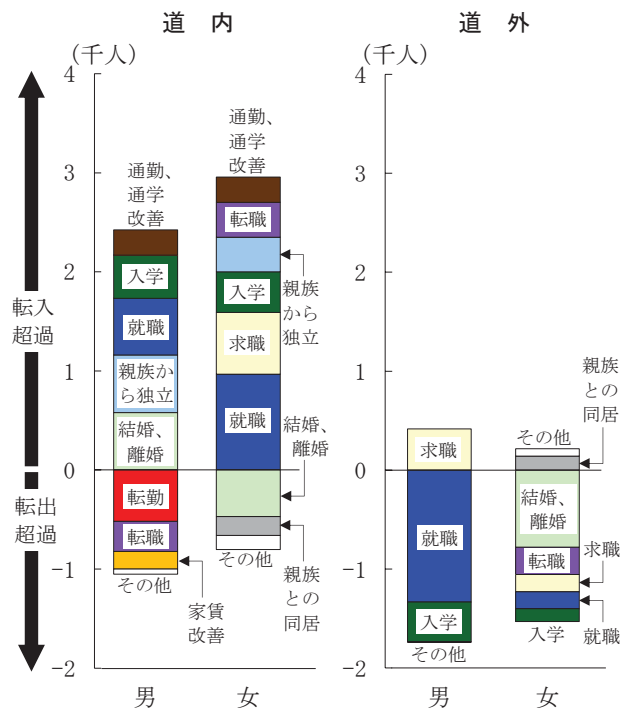 道 内
道 外
(千人)
(千人)
4
3
2
1
0
-1
-2
転入
超過
転出
超過
通勤、
通学
改善
入学
就職
親族か
ら独立
結婚、
離婚
転勤
転職
その他
家賃
改善
男
通勤、
通学
改善
転職
親族
から
独立
入学
求職
就職
結婚、
離婚
親族
との
同居
その他
女
4
3
2
1
0
-1
-2
求職
就職
入学
その他
男
親族
との
同居
その他
結婚、
離婚
転職
求職
就職
入学
女